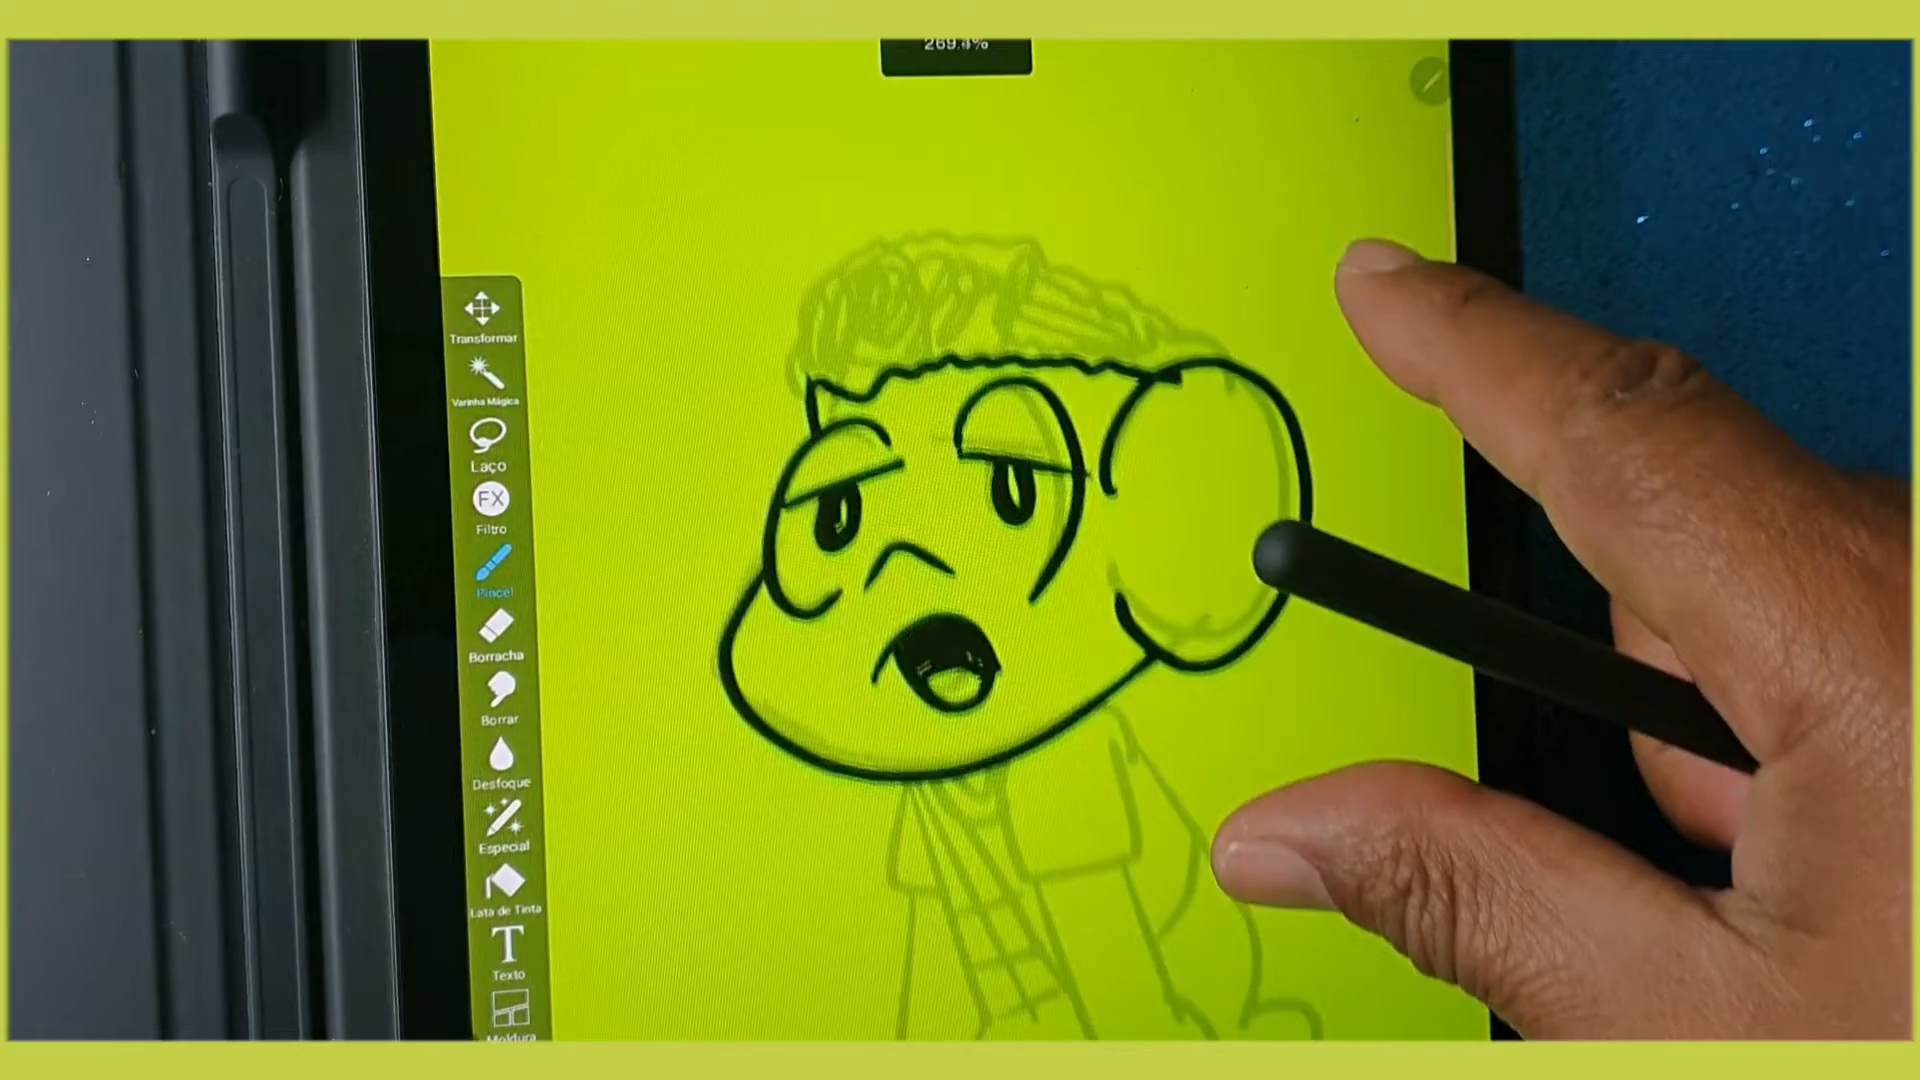 269.4%
Transformar
Varinha Mágica
Laço
FX
Filtro
Pincel
Borracha
Borrar
Desfoque
Especial
Lata de Tinta
T
Texto
Moldura